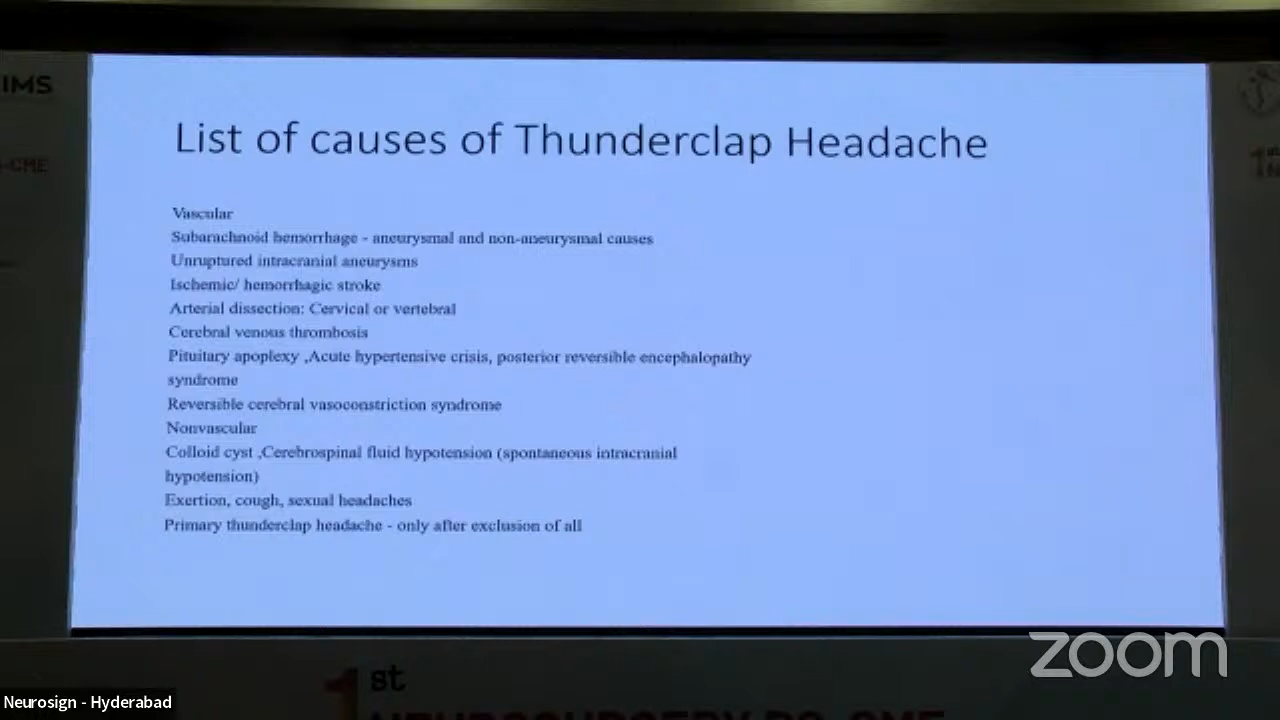 IMS
-CME
List of causes of Thunderclap Headache
Vascular
Subarachnoid hemorrhage - aneurysmal and non-aneurysmal causes
Unruptured intracranial aneurysms
Ischemic/ hemorrhagic stroke
Arterial dissection: Cervical or vertebral
Cerebral venous thrombosis
Pituitary apoplexy ,Acute hypertensive crisis, posterior reversible encephalopathy
syndrome
Reversible cerebral vasoconstriction syndrome
Nonvascular
Colloid cyst ,Cerebrospinal fluid hypotension (spontaneous intracranial
hypotension)
Exertion, cough, sexual headaches
Primary thunderclap headache - only after exclusion of all
zoom
1st
Neurosign - Hyderabad